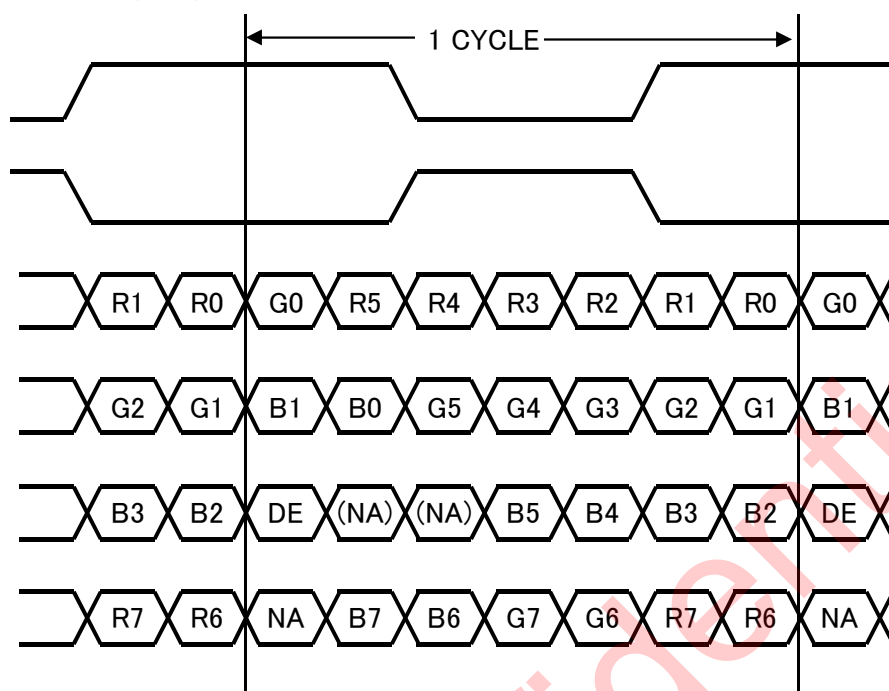 1 CYCLE
R1 R0 G0 R5 R4 R3 R2 R1 R0 G0
G2 G1 B1 B0 G5 G4 G3 G2 G1 B1
B3 B2 DE (NA) (NA) B5 B4 B3 B2 DE
R7 R6 NA B7 B6 G7 G6 R7 R6 NA